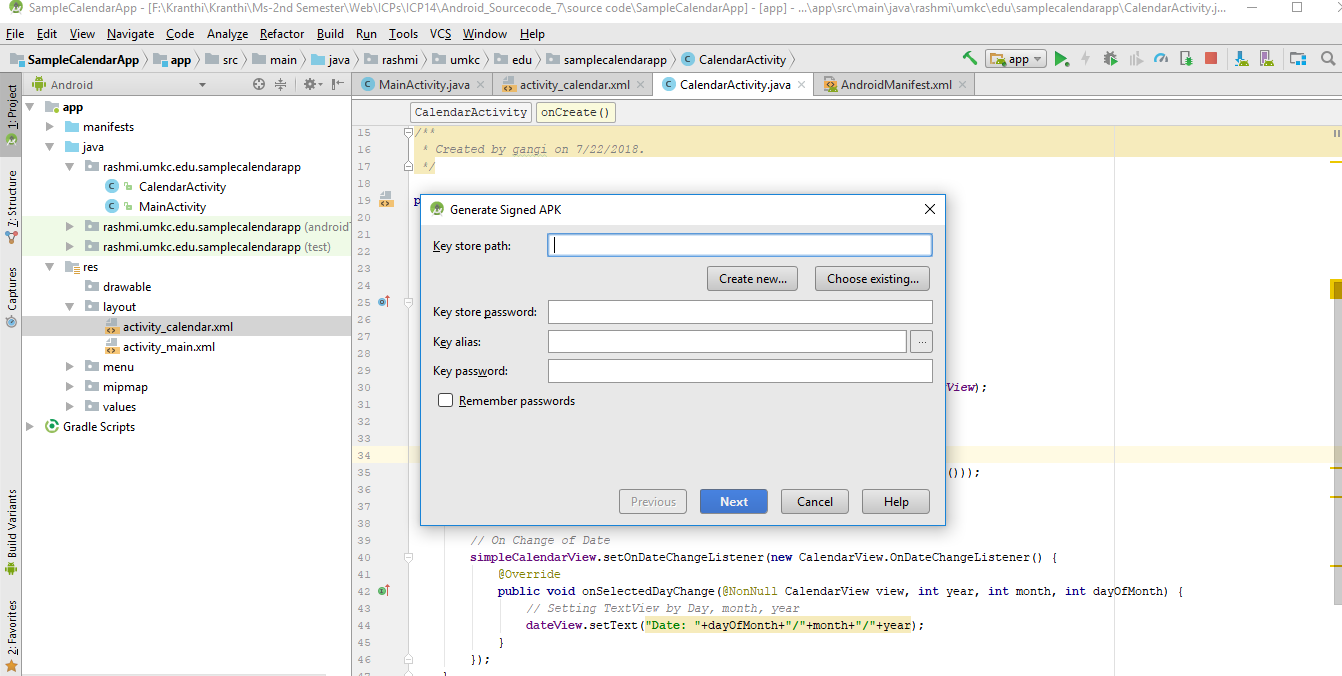 SampleCalendarApp - [F:\Kranthi\Kranthi\Ms-2nd Semester\Web\ICPs\ICP14\Android_Sourcecode_7\source code\SampleCalendarApp] - [app] - ...\app\src\main\java\rashmi\umkc\edu\samplecalendarapp\CalendarActivity.j...
File Edit View Navigate Code Analyze Refactor Build Run Tools VCS Window Help
SampleCalendarApp app src main java rashmi umkc edu samplecalendarapp CalendarActivity app
Android
MainActivity.java activity_calendar.xml CalendarActivity.java AndroidManifest.xml
1: Project
7: Structure
Captures
Build Variants
2: Favorites
app
manifests
java
rashmi.umkc.edu.samplecalendarapp
CalendarActivity
MainActivity
rashmi.umkc.edu.samplecalendarapp (android
rashmi.umkc.edu.samplecalendarapp (test)
res
drawable
layout
activity_calendar.xml
activity_main.xml
menu
mipmap
values
Gradle Scripts
CalendarActivity onCreate()
15 /**
16 * Created by gangi on 7/22/2018.
17 */
18
19 p
20
21
22
23
24
25
26
27
28
29
30 View);
31
32
33
34
35 ()));
36
37
38
39 // On Change of Date
40 simpleCalendarView.setOnDateChangeListener(new CalendarView.OnDateChangeListener() {
41 @Override
42 public void onSelectedDayChange(@NonNull CalendarView view, int year, int month, int dayOfMonth) {
43 // Setting TextView by Day, month, year
44 dateView.setText("Date: "+dayOfMonth+"/"+month+"/"+year);
45 }
46 });
47 }
Generate Signed APK
Key store path:
Create new... Choose existing...
Key store password:
Key alias: ...
Key password:
Remember passwords
Previous Next Cancel Help